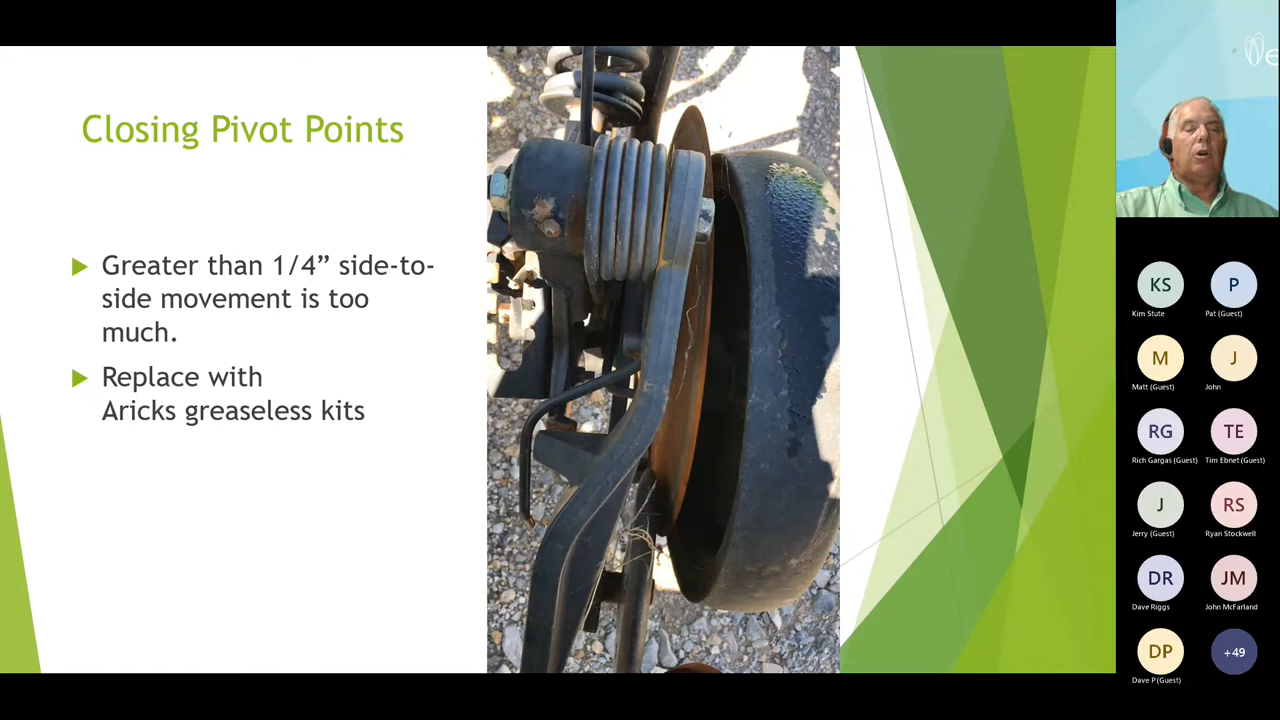 Closing Pivot Points
Greater than 1/4” side-to-
side movement is too
much.
Replace with
Aricks greaseless kits
KS
Kim Stute
P
Pat (Guest)
M
Matt (Guest)
J
John
RG
Rich Gargas (Guest)
TE
Tim Ebnet (Guest)
J
Jerry (Guest)
RS
Ryan Stockwell
DR
Dave Riggs
JM
John McFarland
DP
Dave P (Guest)
+49